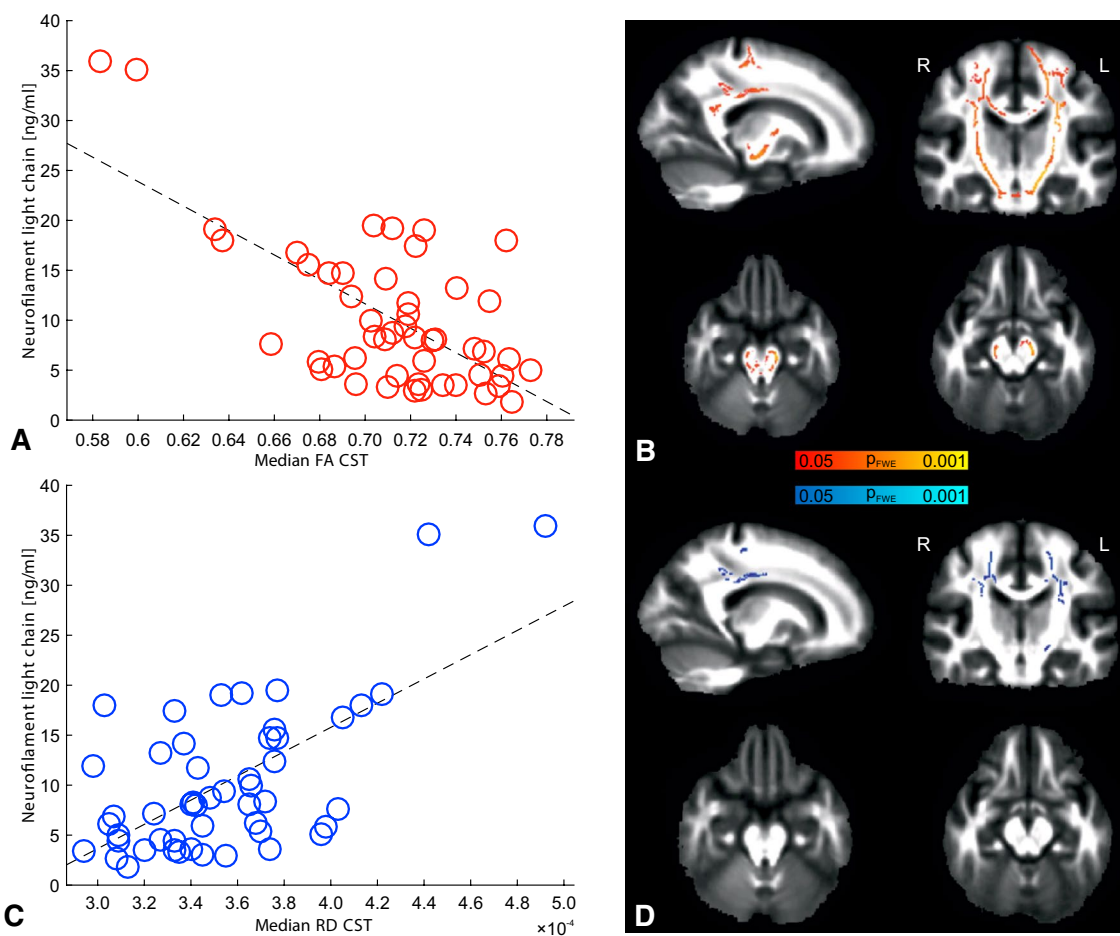 40
35
30
25
20
15
10
5
0
Neurofilament light chain [ng/ml]
0.58 0.6 0.62 0.64 0.66 0.68 0.70 0.72 0.74 0.76 0.78
Median FA CST
A
R L
B
0.05 pFWE 0.001
0.05 pFWE 0.001
40
35
30
25
20
15
10
5
0
Neurofilament light chain [ng/ml]
3.0 3.2 3.4 3.6 3.8 4.0 4.2 4.4 4.6 4.8 5.0
×10-4
Median RD CST
C
R L
D